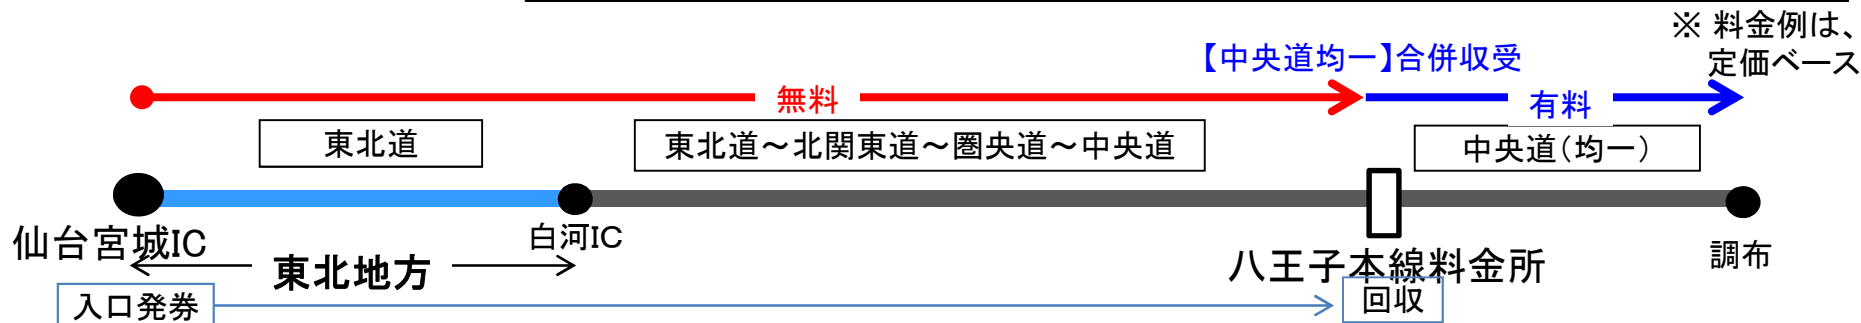 ※ 料金例は、
定価ベース
【中央道均一】合併収受
無料
有料
東北道
東北道～北関東道～圏央道～中央道
中央道(均一)
仙台宮城IC
白河IC
八王子本線料金所
調布
東北地方
入口発券
回収